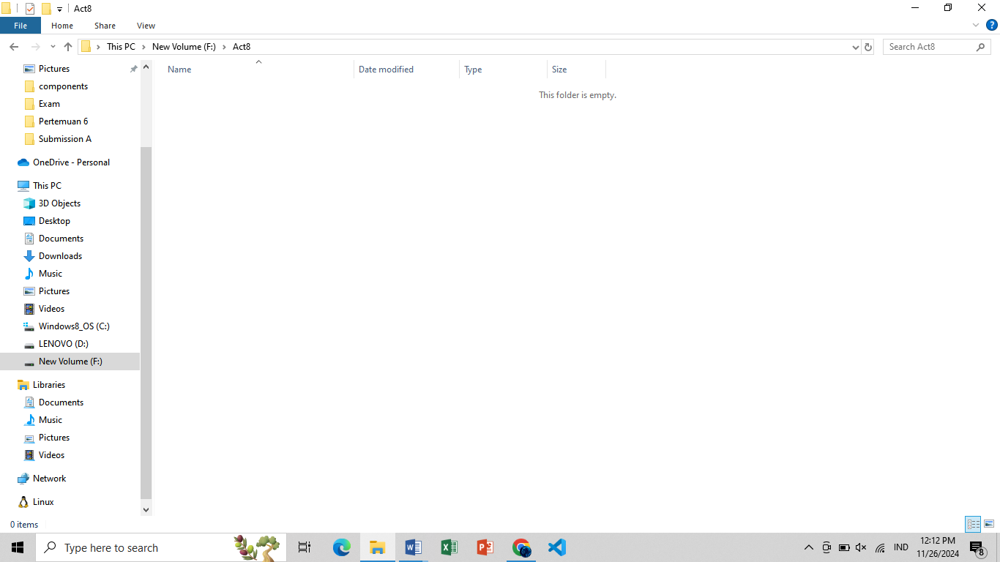 Act8
File Home Share View
This PC New Volume (F:) Act8
Search Act8
Name Date modified Type Size
This folder is empty.
Pictures
components
Exam
Pertemuan 6
Submission A
OneDrive - Personal
This PC
3D Objects
Desktop
Documents
Downloads
Music
Pictures
Videos
Windows8_OS (C:)
LENOVO (D:)
New Volume (F:)
Libraries
Documents
Music
Pictures
Videos
Network
Linux
0 items
Type here to search
IND
12:12 PM
11/26/2024
8